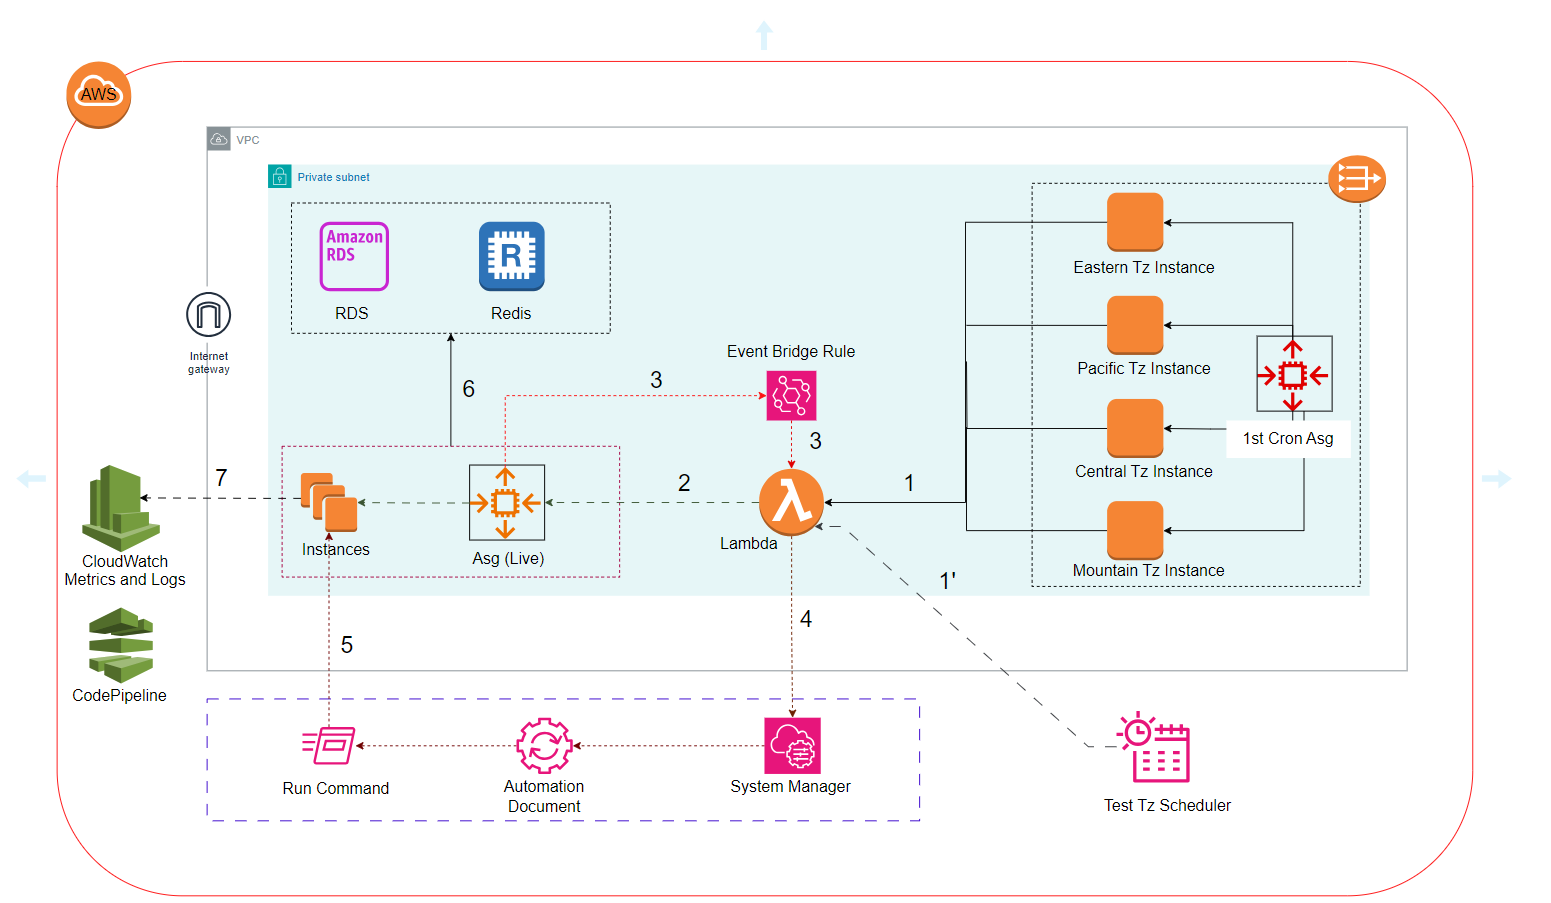 AWS
VPC
Private subnet
Amazon
RDS
R
RDS
Redis
Eastern Tz Instance
Pacific Tz Instance
1st Cron Asg
Central Tz Instance
Mountain Tz Instance
Internet
gateway
Event Bridge Rule
3
3
6
7
2
1
Instances
Asg (Live)
Lambda
1'
4
5
CloudWatch
Metrics and Logs
CodePipeline
Run Command
Automation
Document
System Manager
Test Tz Scheduler